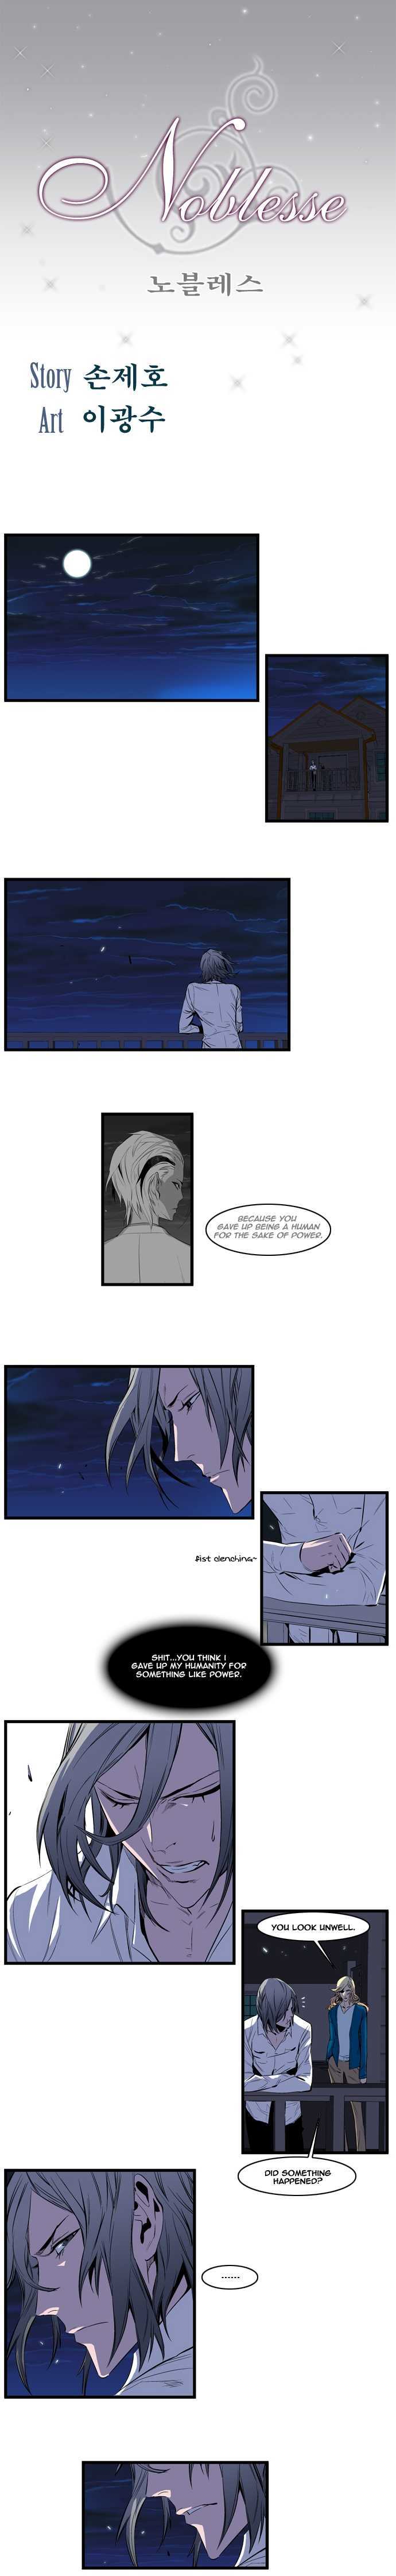 Noblesse
노블레스
Story 손제호
Art 이광수
BECAUSE YOU
GAVE UP BEING A HUMAN
FOR THE SAKE OF POWER.
fist clenching~
SHIT...YOU THINK I
GAVE UP MY HUMANITY FOR
SOMETHING LIKE POWER.
YOU LOOK UNWELL.
DID SOMETHING
HAPPENED?
......